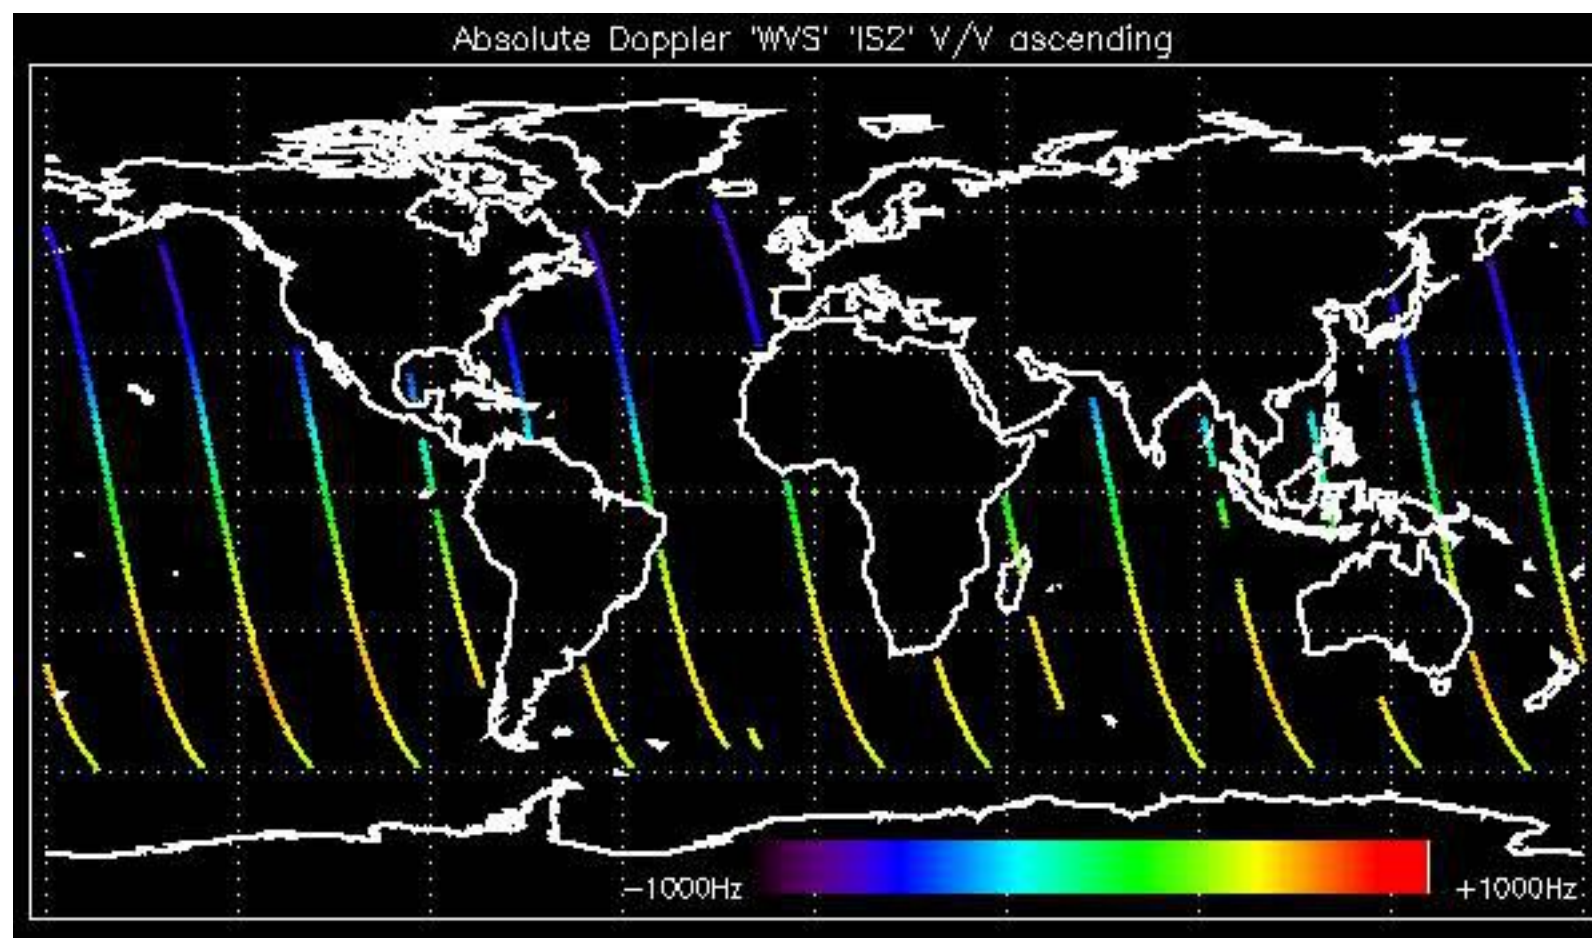 Absolute Doppler 'WVS' 'IS2' V/V ascending
-1000Hz +1000Hz